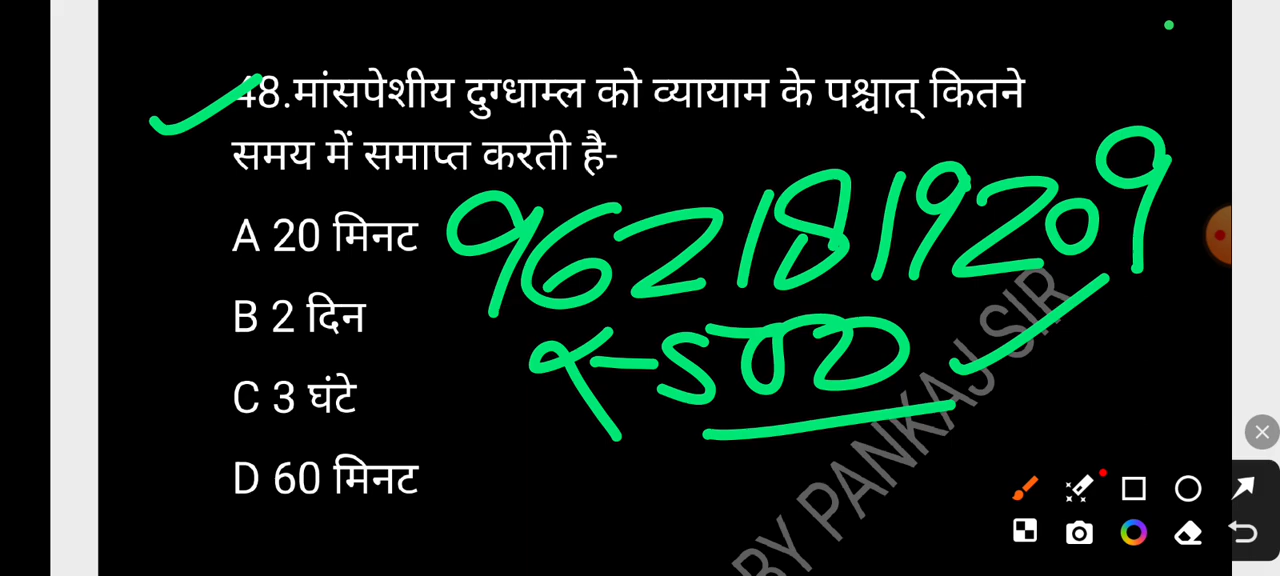 48.मांसपेशीय दुग्धाम्ल को व्यायाम के पश्चात् कितने
समय में समाप्त करती है-
A 20 मिनट
9621819209
B 2 दिन
₹-500
C 3 घंटे
D 60 मिनट
BY PANKAJ SIR